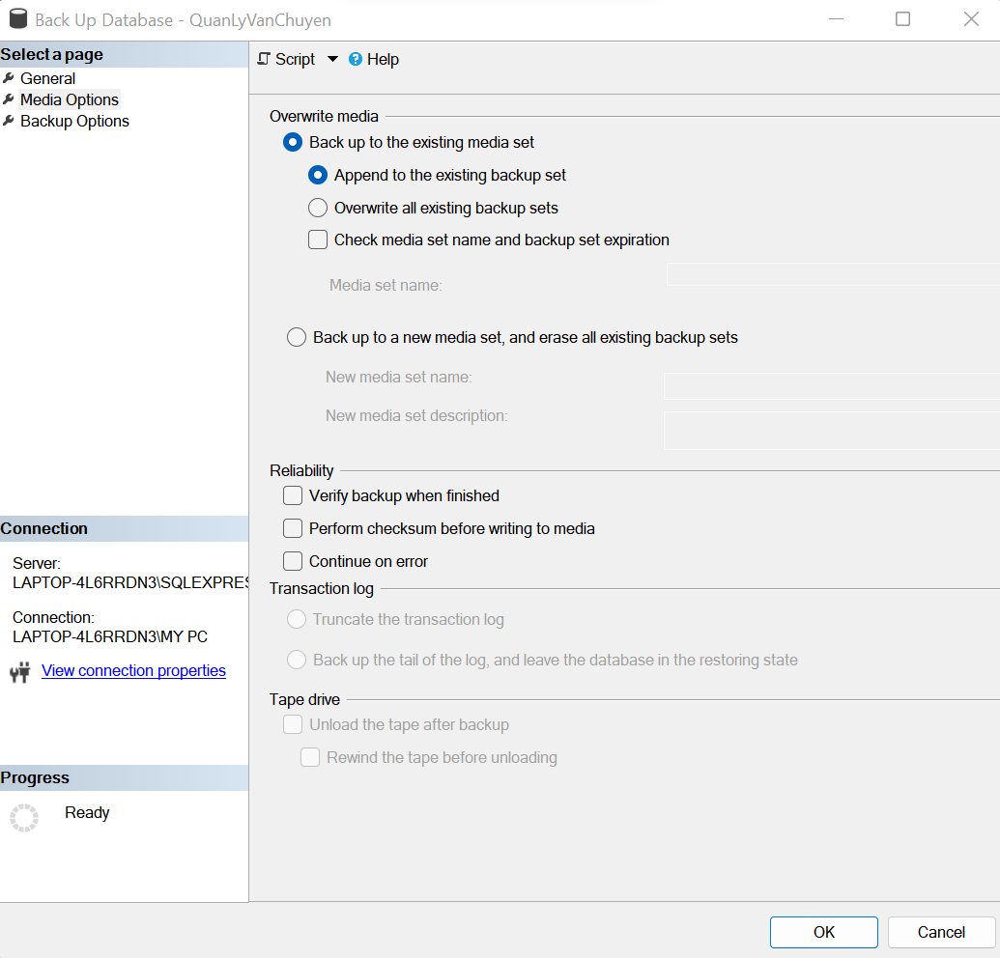 Back Up Database - QuanLyVanChuyen
Select a page
General
Media Options
Backup Options
Script
Help
Overwrite media
Back up to the existing media set
Append to the existing backup set
Overwrite all existing backup sets
Check media set name and backup set expiration
Media set name:
Back up to a new media set, and erase all existing backup sets
New media set name:
New media set description:
Reliability
Verify backup when finished
Perform checksum before writing to media
Continue on error
Transaction log
Truncate the transaction log
Back up the tail of the log, and leave the database in the restoring state
Tape drive
Unload the tape after backup
Rewind the tape before unloading
Connection
Server:
LAPTOP-4L6RRDN3\SQLEXPRES
Connection:
LAPTOP-4L6RRDN3\MY PC
View connection properties
Progress
Ready
OK
Cancel